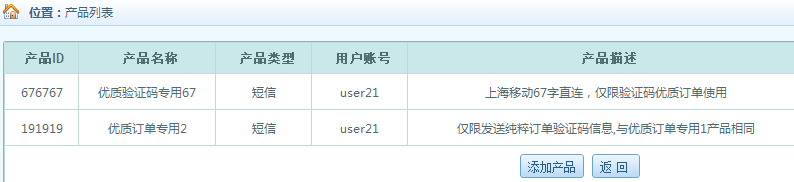 位置：产品列表
产品ID 产品名称 产品类型 用户账号 产品描述
676767 优质验证码专用67 短信 user21 上海移动67字直连，仅限验证码优质订单使用
191919 优质订单专用2 短信 user21 仅限发送纯粹订单验证码信息,与优质订单专用1产品相同
添加产品 返 回